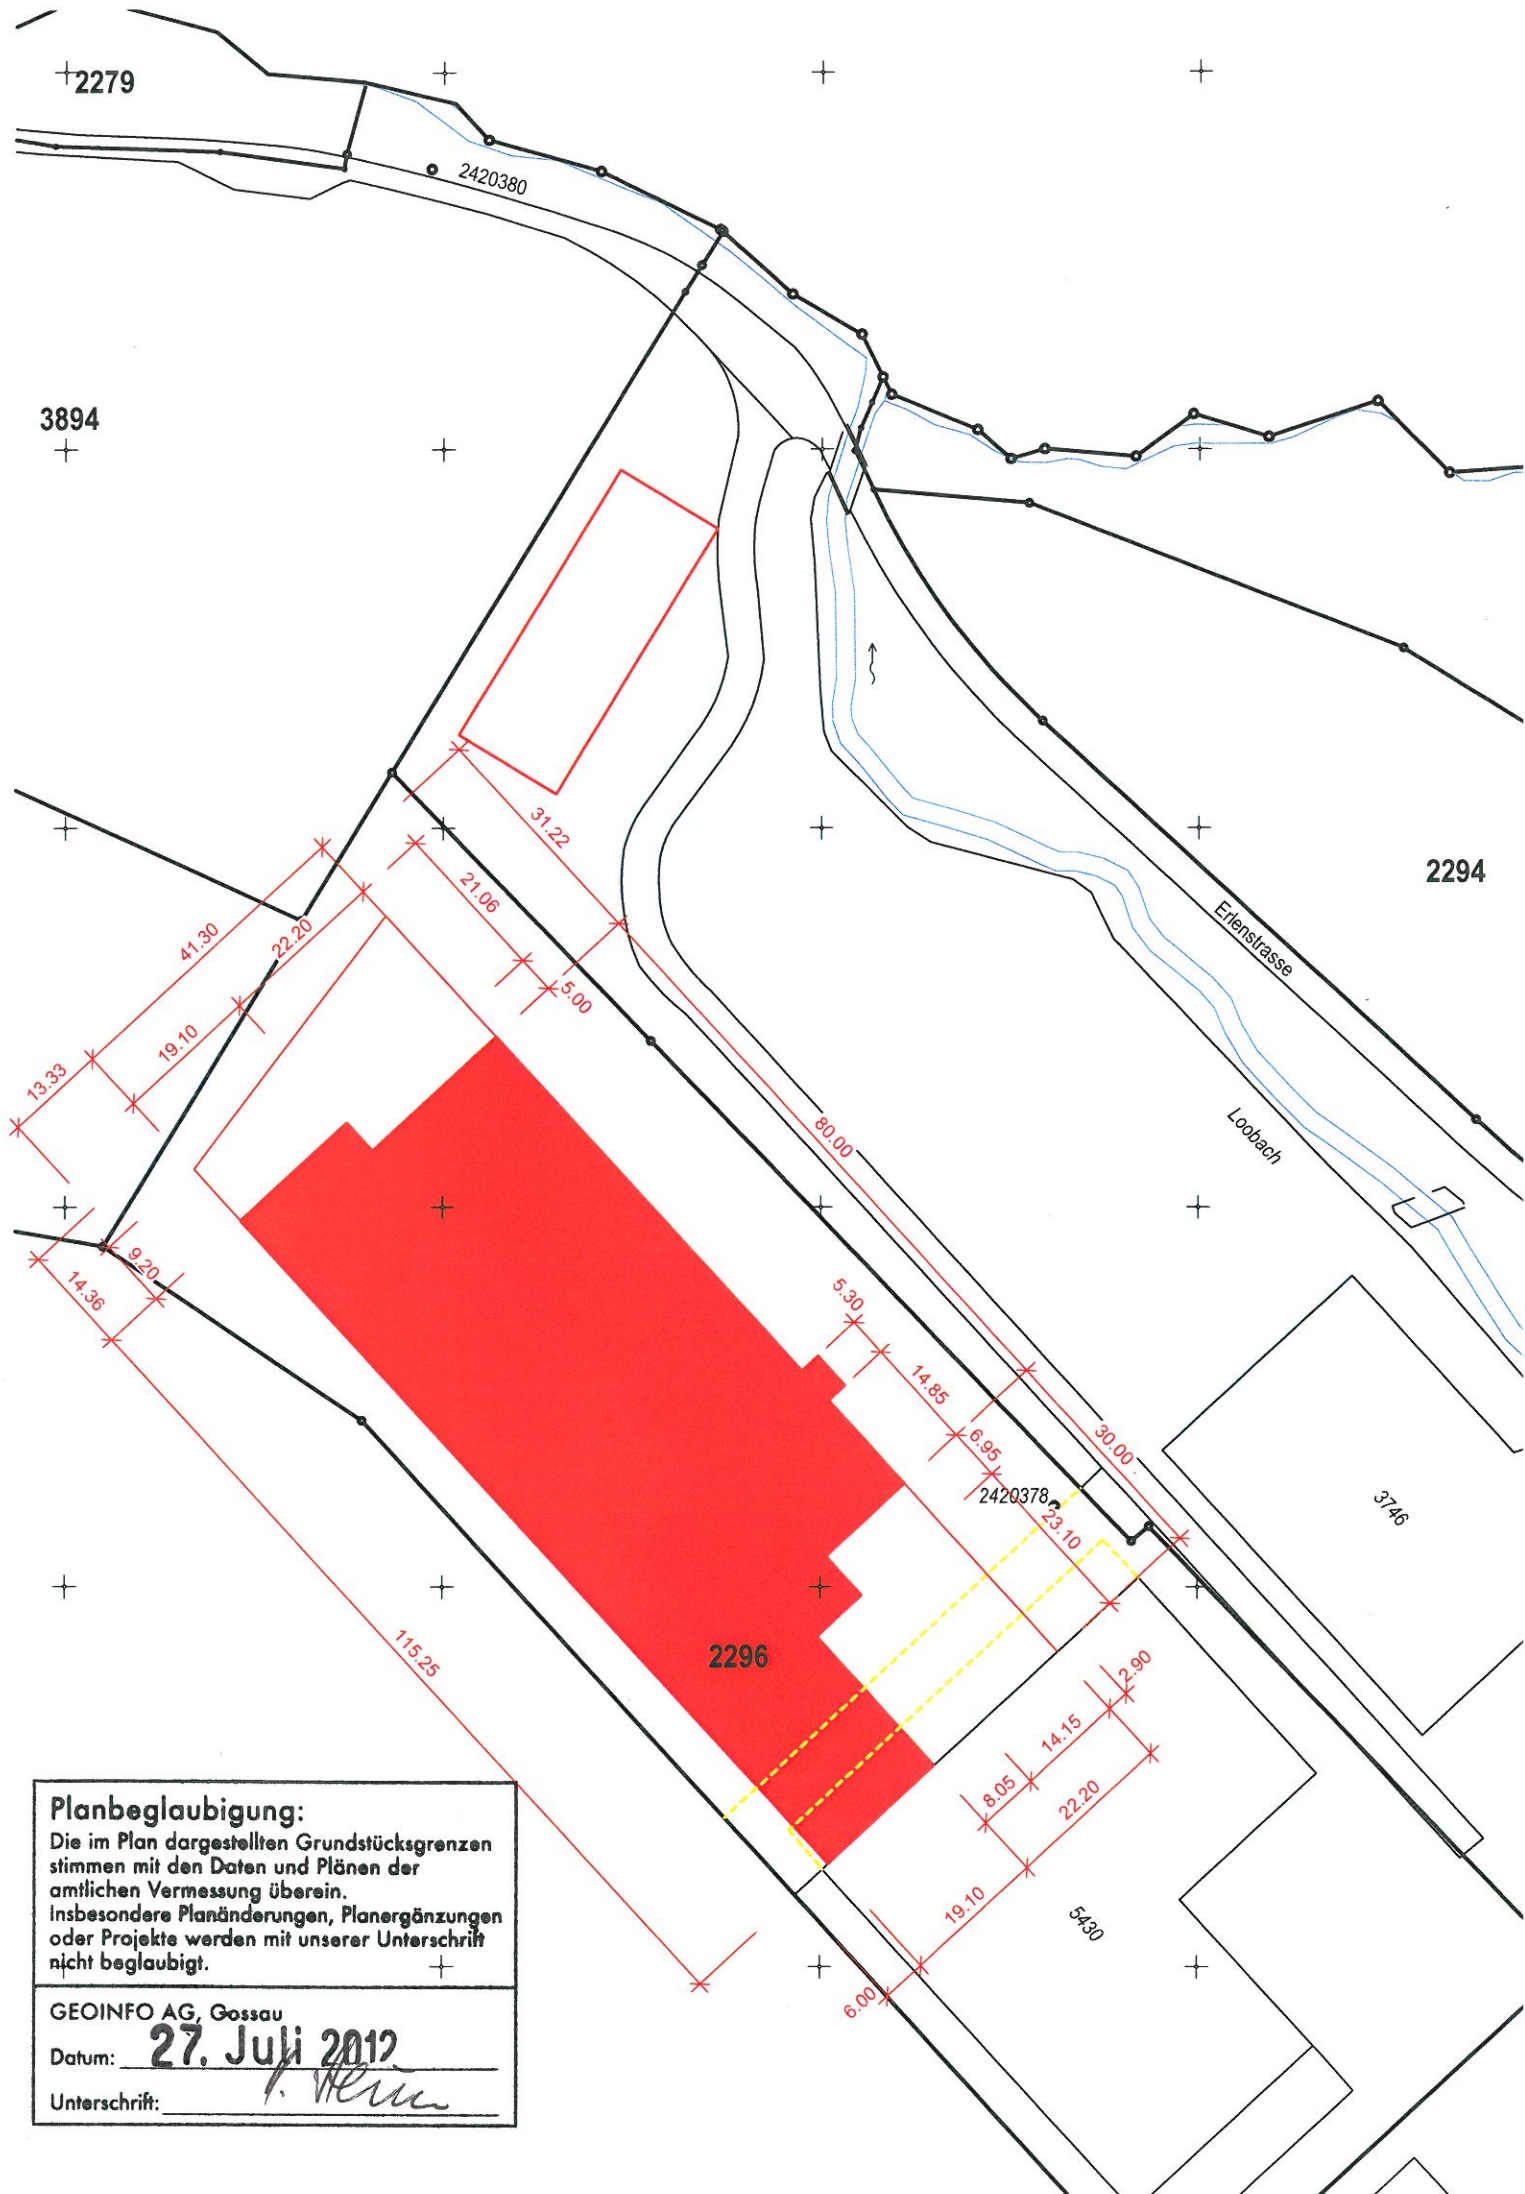 2279
2420380
3894
31.22
21.06
2294
Erlenstrasse
41.30
22.20
5.00
19.10
13.33
80.00
Loobach
9.20
14.36
5.30
14.85
6.95
30.00
2420378
23.10
3746
115.25
2296
2.90
14.15
8.05
22.20
19.10
5430
6.00
Planbeglaubigung:
Die im Plan dargestellten Grundstücksgrenzen
stimmen mit den Daten und Plänen der
amtlichen Vermessung überein.
Insbesondere Planänderungen, Planergänzungen
oder Projekte werden mit unserer Unterschrift
nicht beglaubigt.
GEOINFO AG, Gossau
Datum: 27. Juli 2012
Unterschrift: